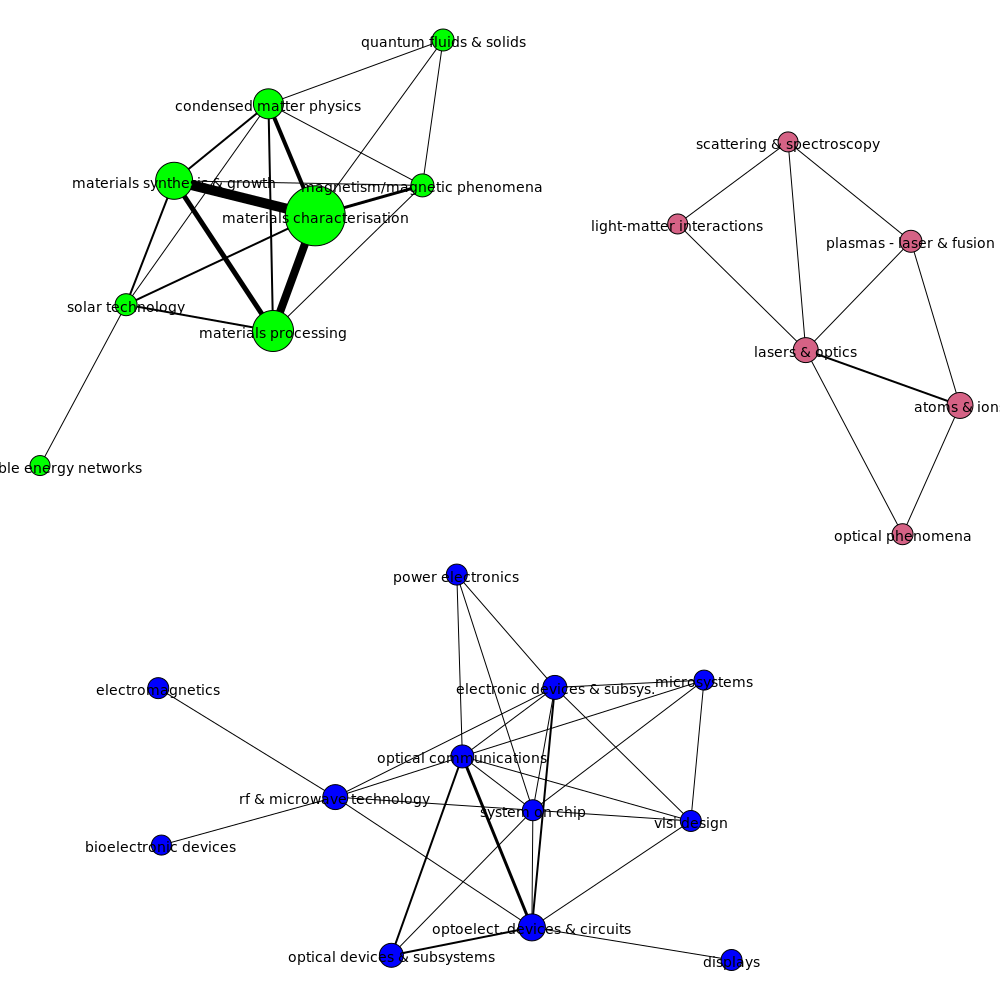 quantum fluids & solids
condensed matter physics
scattering & spectroscopy
materials synthesis & growth
magnetism/magnetic phenomena
materials characterisation
light-matter interactions
plasmas - laser & fusion
solar technology
materials processing
lasers & optics
atoms & ion
energy networks
optical phenomena
power electronics
electromagnetics
electronic devices & subsys.
microsystems
optical communications
rf & microwave technology
system on chip
vlsi design
bioelectronic devices
optoelect. devices & circuits
optical devices & subsystems
displays